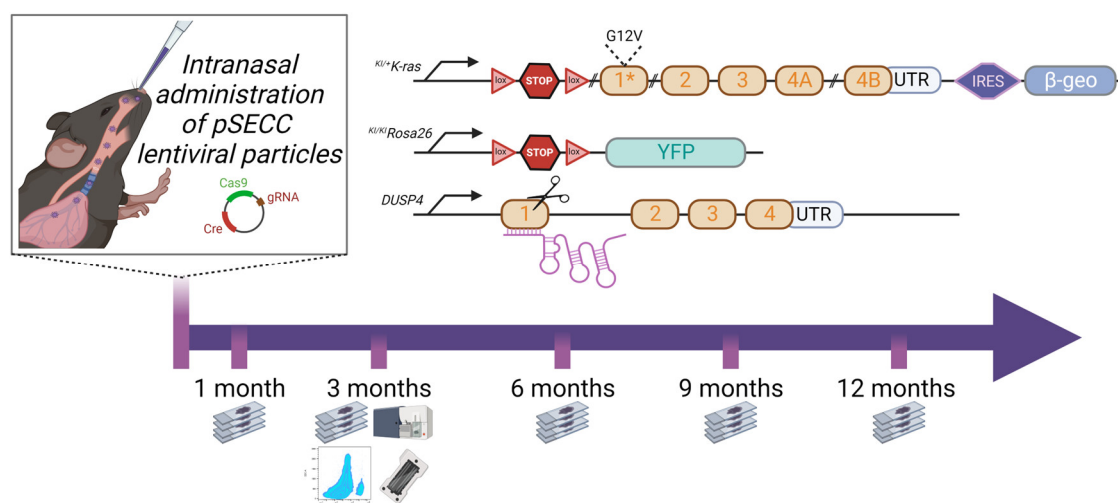 Intranasal
administration
of pSECC
lentiviral particles
Cas9
gRNA
Cre
G12V
KI/+K-ras
lox
STOP
lox
1*
2
3
4A
4B
UTR
IRES
β-geo
KI/KIRosa26
lox
STOP
lox
YFP
DUSP4
1
2
3
4
UTR
1 month
3 months
6 months
9 months
12 months